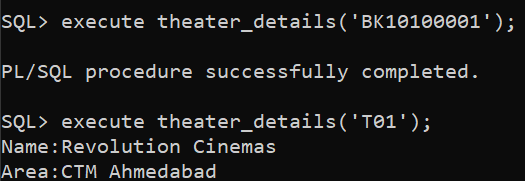 SQL> execute theater_details('BK10100001');
PL/SQL procedure successfully completed.
SQL> execute theater_details('T01');
Name:Revolution Cinemas
Area:CTM Ahmedabad